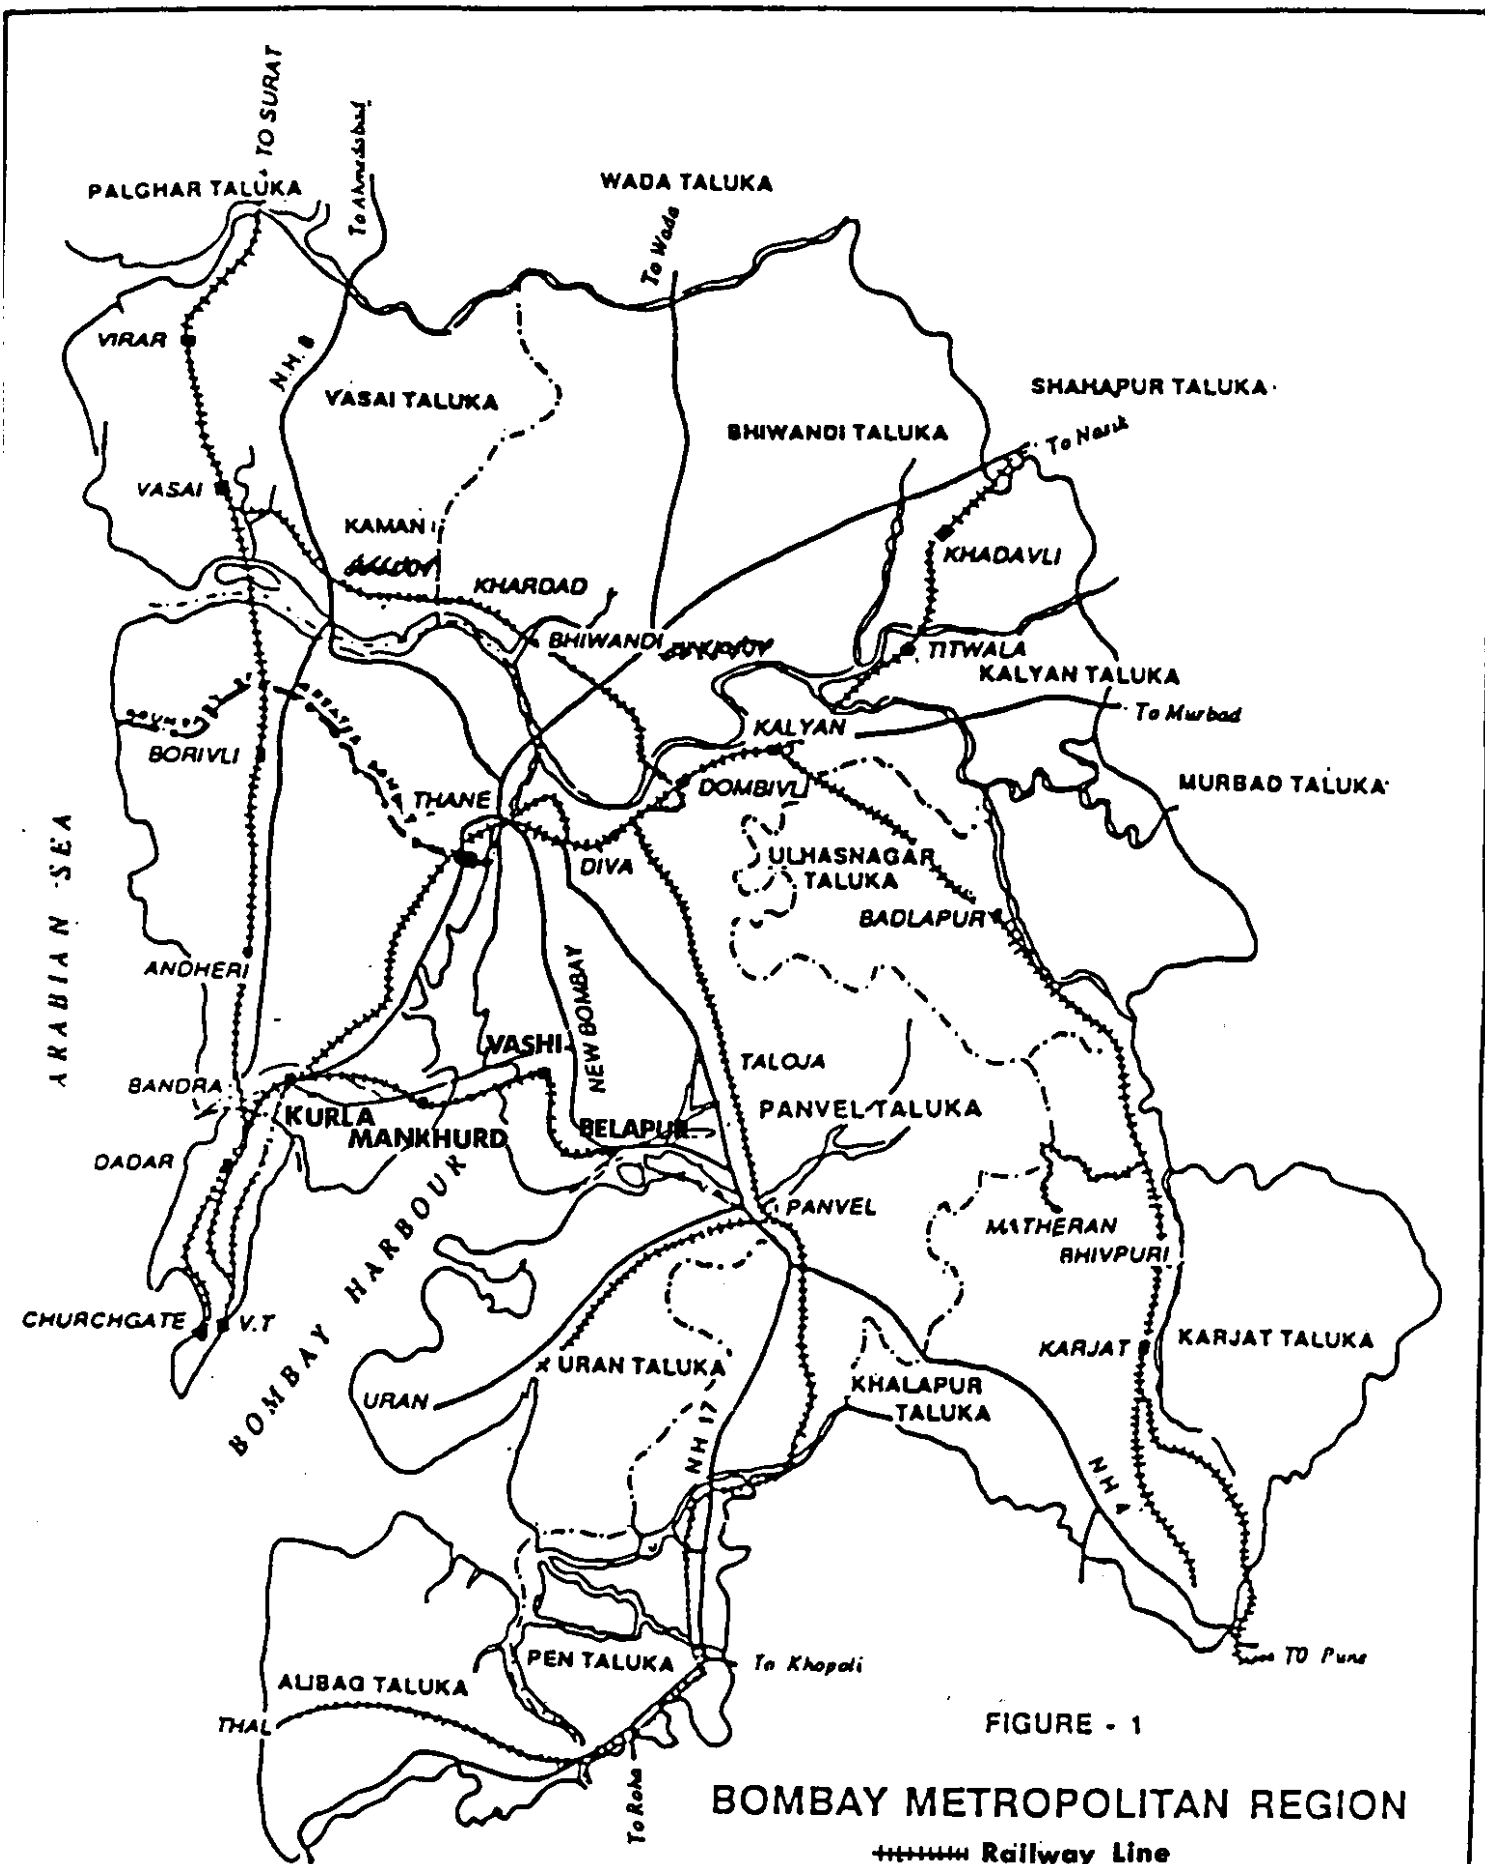 TO SURAT
To Ahmedabad
PALGHAR TALUKA
WADA TALUKA
To Wada
VIRAR
N.H. 8
VASAI TALUKA
SHAHAPUR TALUKA
BHIWANDI TALUKA
To Nasik
VASAI
KAMAN
KHARDAD
KHADAVLI
BHIWANDI
TITWALA
KALYAN TALUKA
To Murbad
KALYAN
BORIVLI
THANE
DOMBIVLI
MURBAD TALUKA
DIVA
ULHASNAGAR
TALUKA
BADLAPUR
ARABIAN SEA
ANDHERI
NEW BOMBAY
VASHI
TALOJA
BANDRA
KURLA
MANKHURD
BELAPUR
PANVEL TALUKA
DADAR
PANVEL
MATHERAN
BHIVPURI
BOMBAY HARBOUR
CHURCHGATE
V.T
KARJAT
KARJAT TALUKA
URAN TALUKA
URAN
KHALAPUR
TALUKA
NH 17
NH 4
PEN TALUKA
To Khopoli
TO Pune
ALIBAG TALUKA
THAL
To Roha
FIGURE - 1
BOMBAY METROPOLITAN REGION
Railway Line